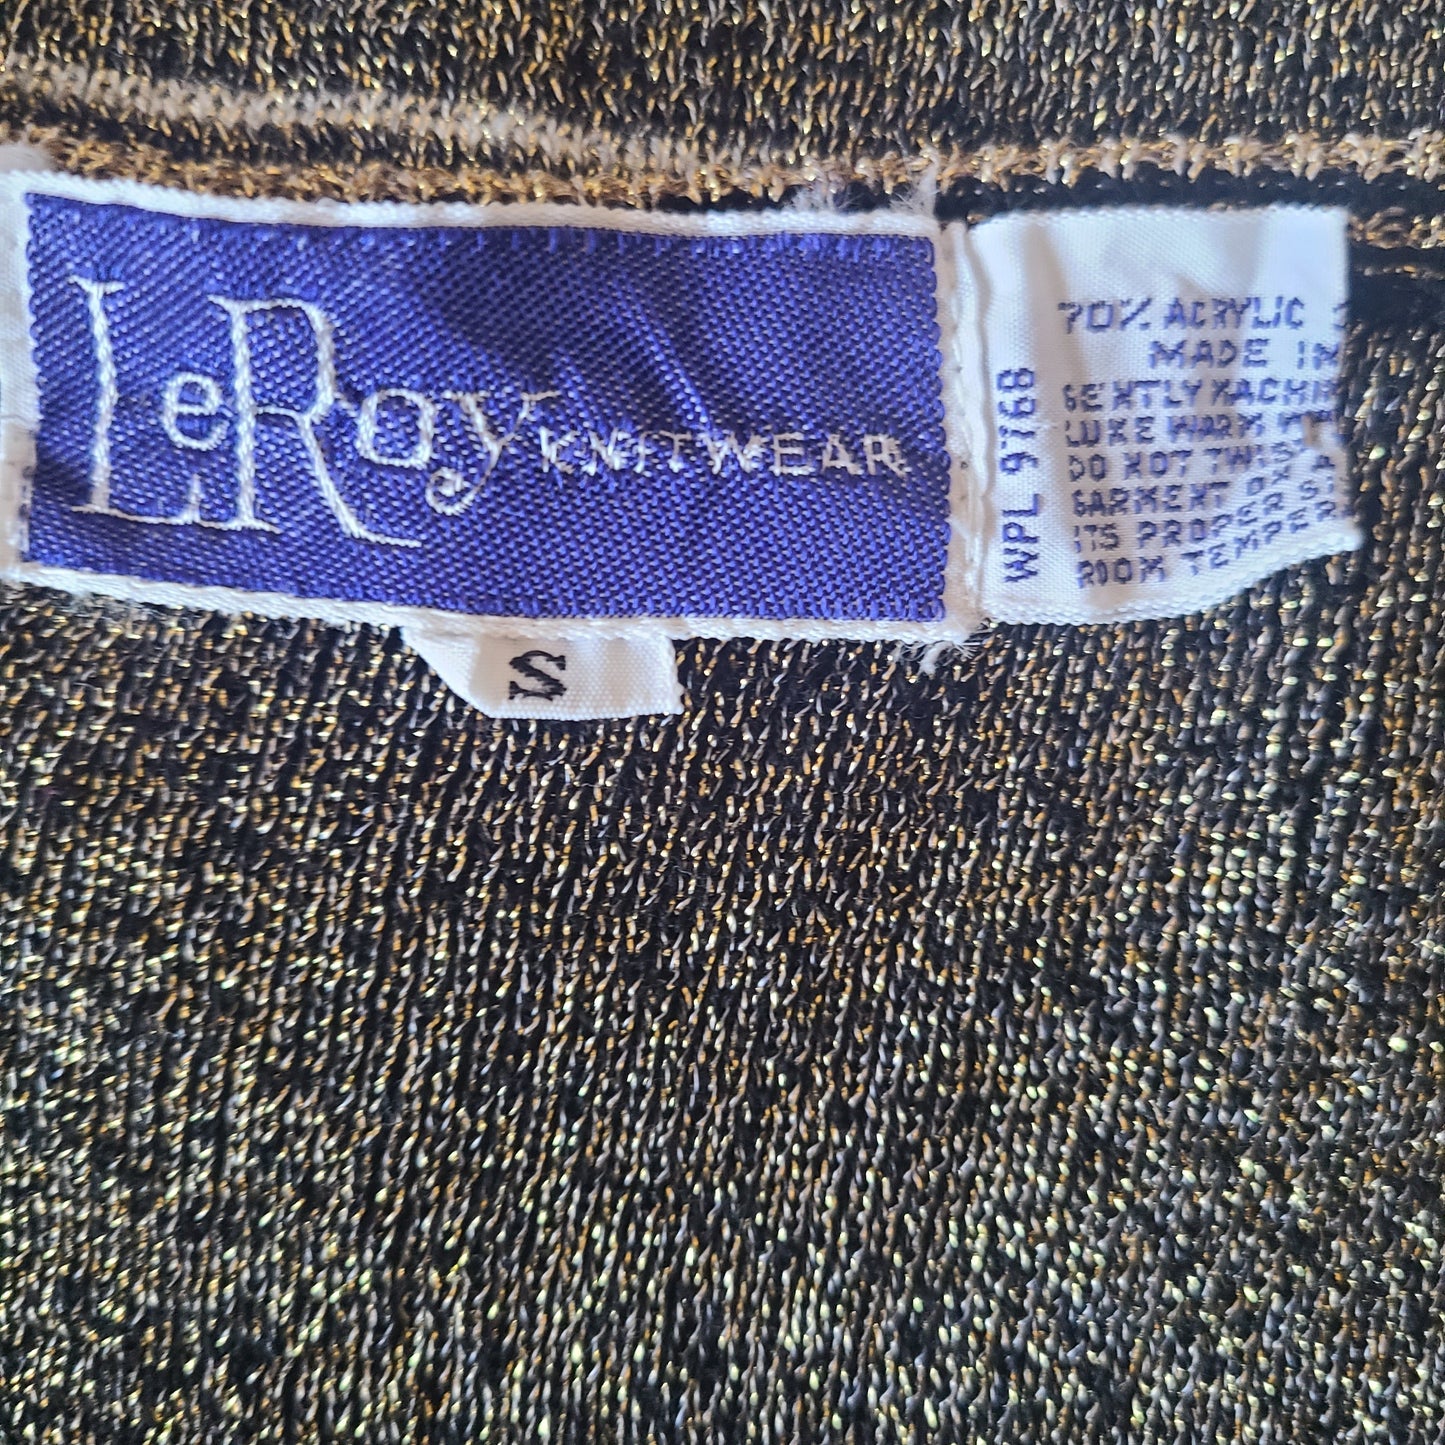 LeRoy KNITWEAR
S
WPL 9768
70% ACRYLIC
MADE IN
GENTLY MACHIN
LUKE WARM
DO NOT TWIST
GARMENT ON
ITS PROPER
ROOM TEMPER